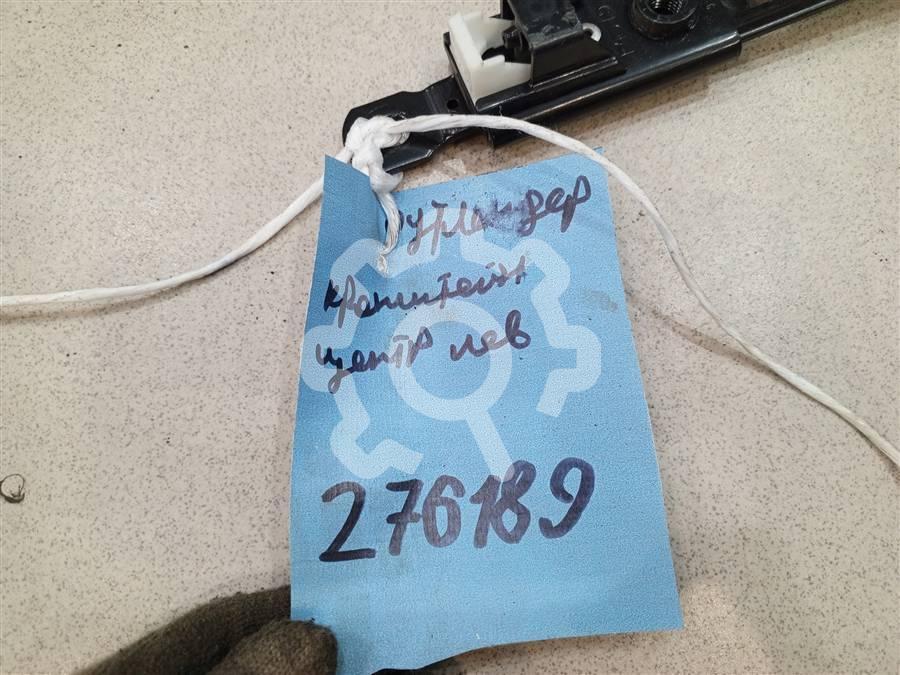 аутлендер
кронштейн
центр лев
276189